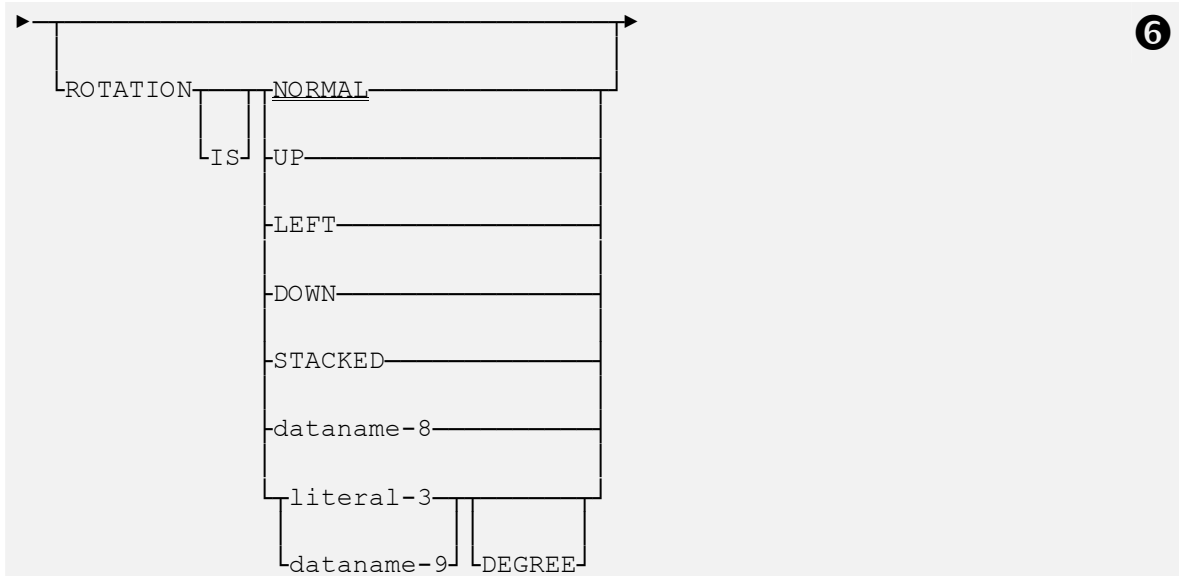 ❻
ROTATION NORMAL
IS UP
LEFT
DOWN
STACKED
dataname-8
literal-3
dataname-9 DEGREE